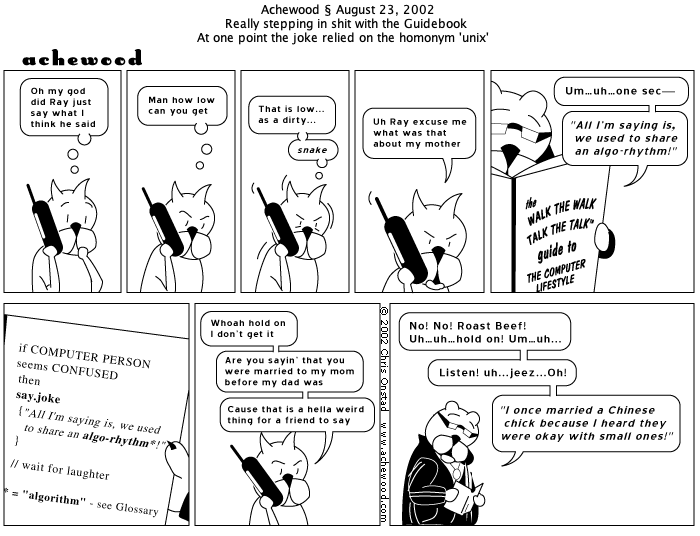 Achewood § August 23, 2002
Really stepping in shit with the Guidebook
At one point the joke relied on the homonym 'unix'
achewood
Oh my god
did Ray just
say what I
think he said
Man how low
can you get
That is low...
as a dirty...
snake
Uh Ray excuse me
what was that
about my mother
Um...uh...one sec—
"All I'm saying is,
we used to share
an algo-rhythm!"
the
WALK THE WALK
TALK THE TALK™
guide to
THE COMPUTER
LIFESTYLE
if COMPUTER PERSON
seems CONFUSED
then
say.joke
{"All I'm saying is, we used
to share an algo-rhythm*!"
}
// wait for laughter
* = "algorithm" - see Glossary
Whoah hold on
I don't get it
Are you sayin' that you
were married to my mom
before my dad was
Cause that is a hella weird
thing for a friend to say
© 2002 Chris Onstad www.achewood.com
No! No! Roast Beef!
Uh...uh...hold on! Um...uh...
Listen! uh...jeez...Oh!
"I once married a Chinese
chick because I heard they
were okay with small ones!"